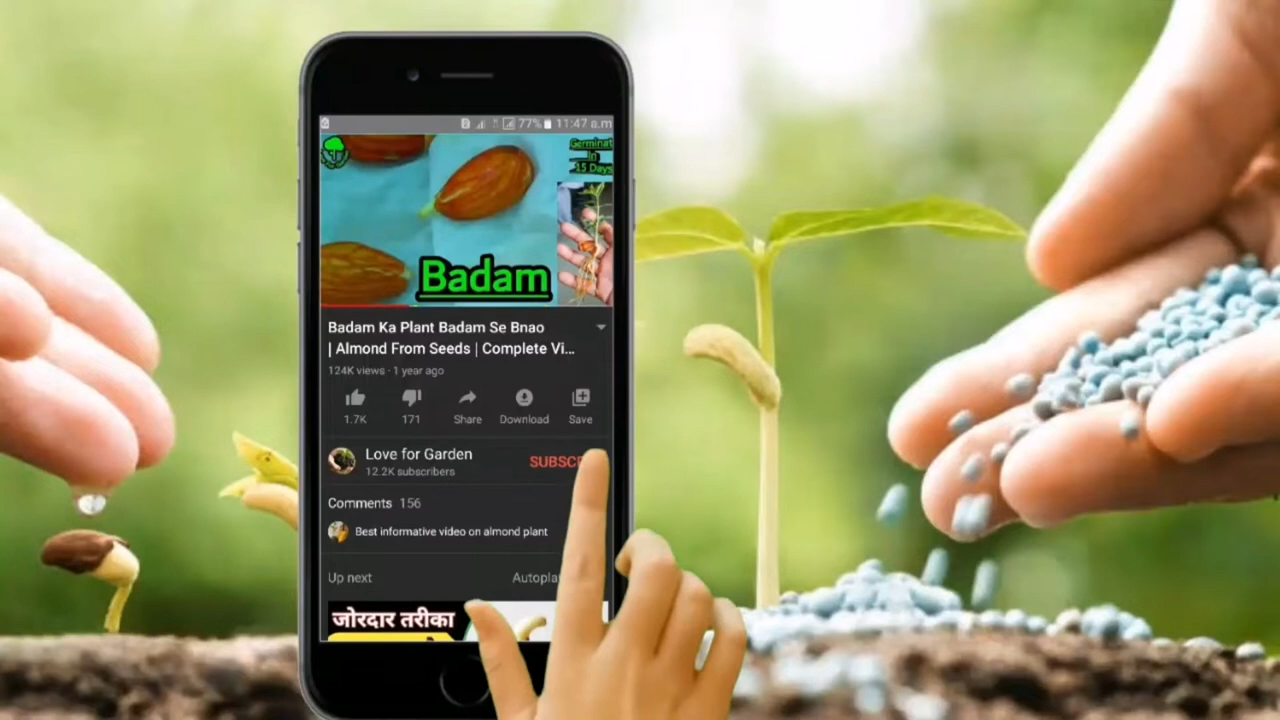 77% 11:47 a.m
Germinat
In
15 Days
Badam
Badam Ka Plant Badam Se Bnao
| Almond From Seeds | Complete Vi...
124K views · 1 year ago
1.7K
171
Share
Download
Save
Love for Garden
SUBSC
12.2K subscribers
Comments 156
Best informative video on almond plant
Up next
Autopla
जोरदार तरीका